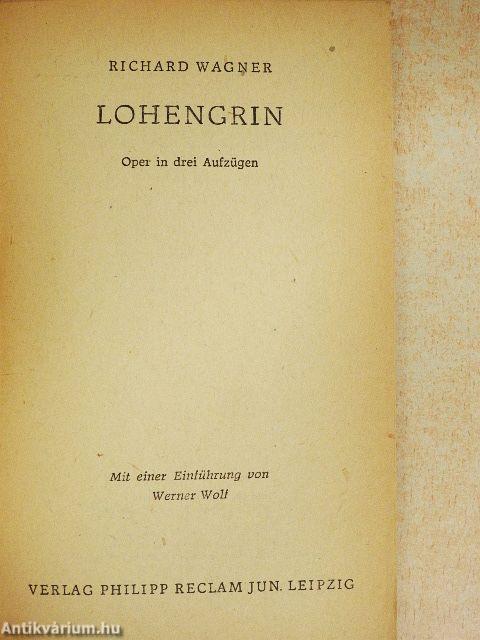 RICHARD WAGNER
LOHENGRIN
Oper in drei Aufzügen
Mit einer Einführung von
Werner Wolf
VERLAG PHILIPP RECLAM JUN. LEIPZIG
Antikvárium.hu